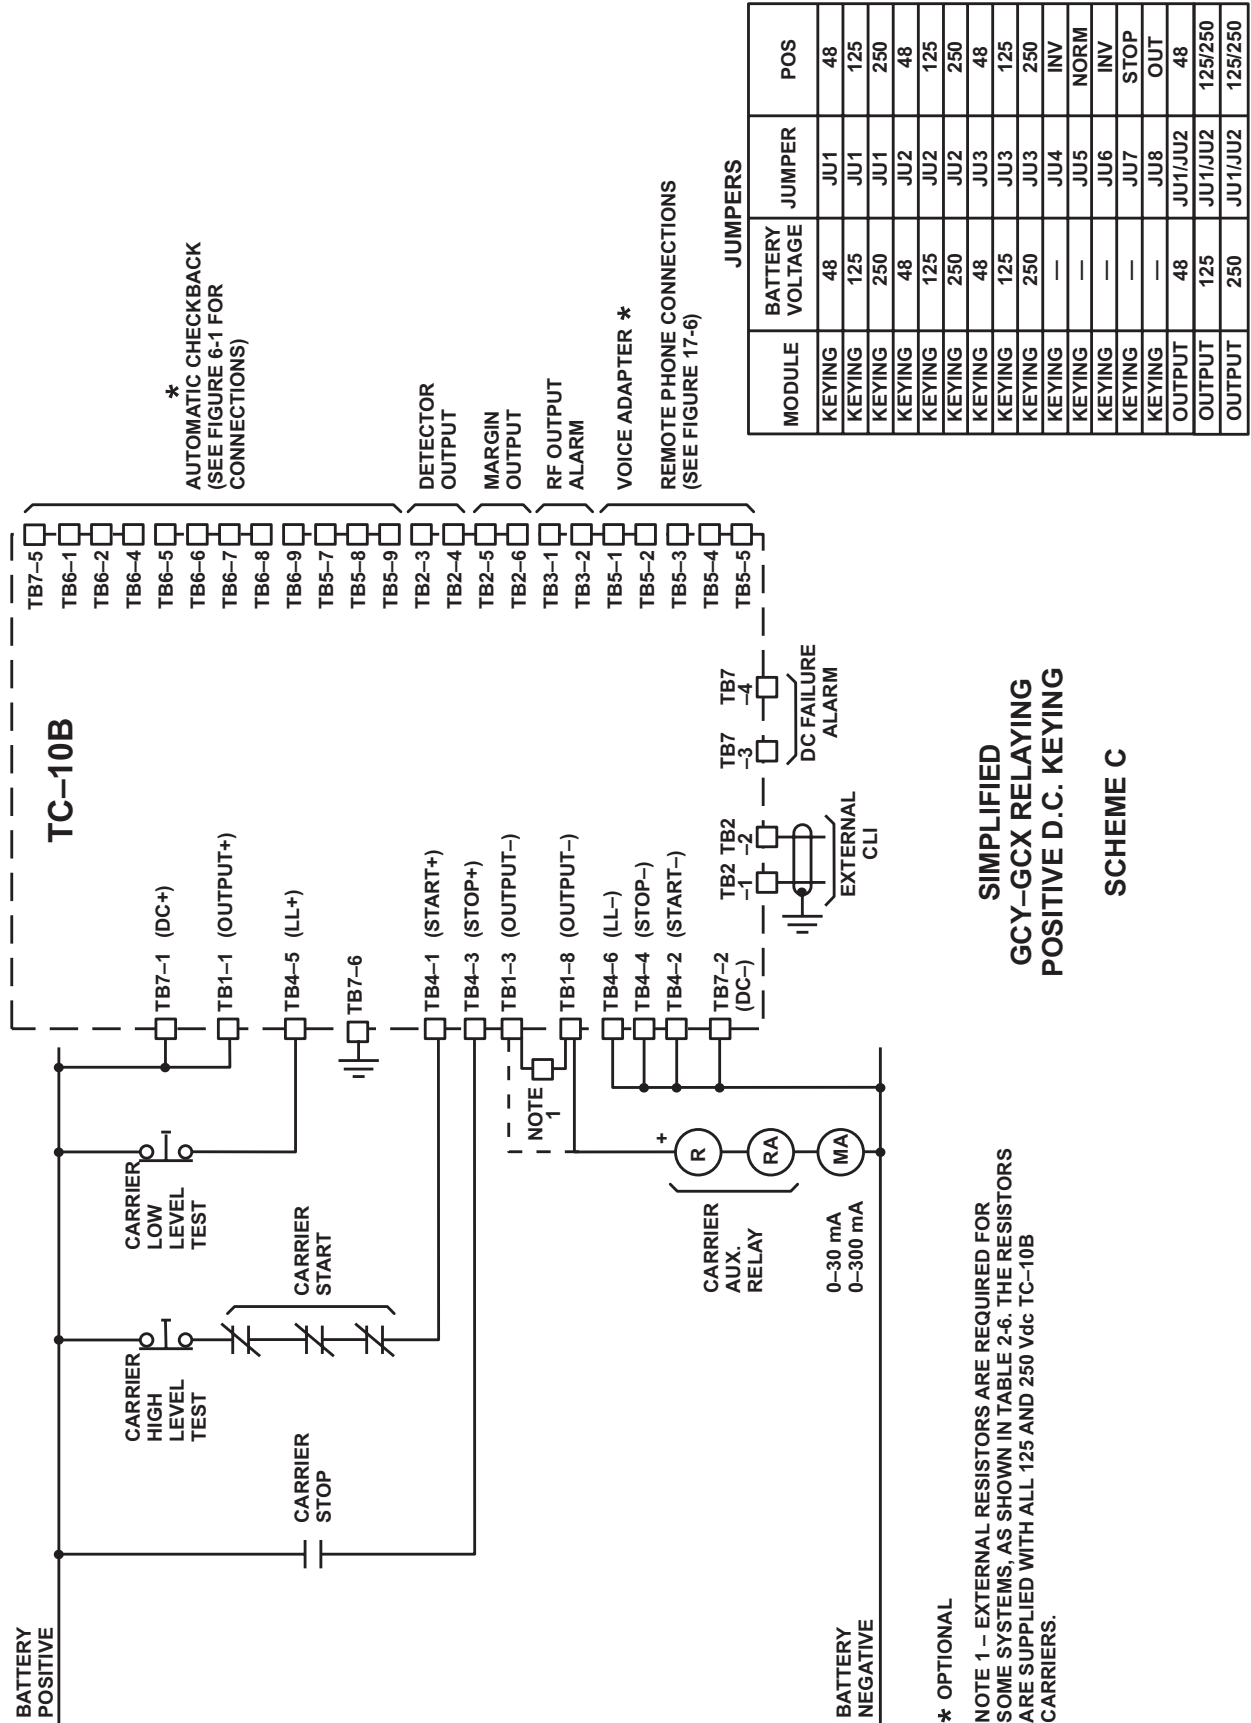 BATTERY
POSITIVE
CARRIER
STOP
CARRIER
HIGH
LEVEL
TEST
CARRIER
START
CARRIER
LOW
LEVEL
TEST
TC–10B
TB7–1 (DC+)
TB1–1 (OUTPUT+)
TB4–5 (LL+)
TB7–6
TB4–1 (START+)
TB4–3 (STOP+)
TB1–3 (OUTPUT–)
TB1–8 (OUTPUT–)
TB4–6 (LL–)
TB4–4 (STOP–)
TB4–2 (START–)
TB7–2
(DC–)
NOTE
1
+
R
RA
MA
CARRIER
AUX.
RELAY
0–30 mA
0–300 mA
BATTERY
NEGATIVE
TB2
–1
TB2
–2
EXTERNAL
CLI
TB7
–3
TB7
–4
DC FAILURE
ALARM
TB7–5
TB6–1
TB6–2
TB6–4
TB6–5
TB6–6
TB6–7
TB6–8
TB6–9
TB5–7
TB5–8
TB5–9
TB2–3
TB2–4
TB2–5
TB2–6
TB3–1
TB3–2
TB5–1
TB5–2
TB5–3
TB5–4
TB5–5
*
AUTOMATIC CHECKBACK
(SEE FIGURE 6-1 FOR
CONNECTIONS)
DETECTOR
OUTPUT
MARGIN
OUTPUT
RF OUTPUT
ALARM
VOICE ADAPTER *
REMOTE PHONE CONNECTIONS
(SEE FIGURE 17-6)
* OPTIONAL
NOTE 1 – EXTERNAL RESISTORS ARE REQUIRED FOR
SOME SYSTEMS, AS SHOWN IN TABLE 2-6. THE RESISTORS
ARE SUPPLIED WITH ALL 125 AND 250 Vdc TC–10B
CARRIERS.
SIMPLIFIED
GCY–GCX RELAYING
POSITIVE D.C. KEYING
SCHEME C
JUMPERS
MODULE BATTERY VOLTAGE JUMPER POS
KEYING 48 JU1 48
KEYING 125 JU1 125
KEYING 250 JU1 250
KEYING 48 JU2 48
KEYING 125 JU2 125
KEYING 250 JU2 250
KEYING 48 JU3 48
KEYING 125 JU3 125
KEYING 250 JU3 250
KEYING — JU4 INV
KEYING — JU5 NORM
KEYING — JU6 INV
KEYING — JU7 STOP
KEYING — JU8 OUT
OUTPUT 48 JU1/JU2 48
OUTPUT 125 JU1/JU2 125/250
OUTPUT 250 JU1/JU2 125/250